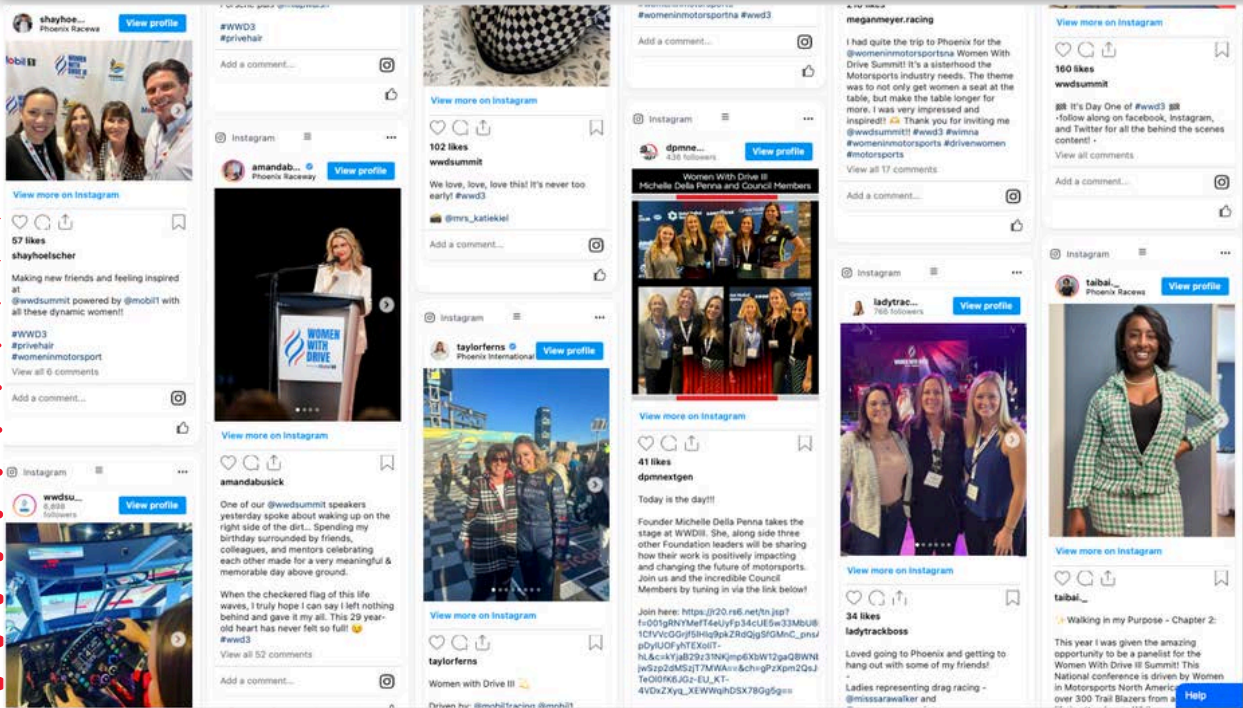 shayhoe...
Phoenix Racewa
View profile
View more on Instagram
57 likes
shayhoelscher
Making new friends and feeling inspired
at
@wwdsummit powered by @mobil1 with
all these dynamic women!!
#WWD3
#privehair
#womeninmotorsport
View all 6 comments
Add a comment...
Instagram
wwdsu...
6,698
followers
View profile
#WWD3
#privehair
Add a comment...
Instagram
amandab...
Phoenix Raceway
View profile
WOMEN
WITH
DRIVE
View more on Instagram
amandabusick
One of our @wwdsummit speakers
yesterday spoke about waking up on the
right side of the dirt... Spending my
birthday surrounded by friends,
colleagues, and mentors celebrating
each other made for a very meaningful &
memorable day above ground.
When the checkered flag of this life
waves, I truly hope I can say I left nothing
behind and gave it my all. This 29 year-
old heart has never felt so full! 😉
#wwd3
View all 52 comments
Add a comment...
View more on Instagram
102 likes
wwdsummit
We love, love, love this! It's never too
early! #wwd3
📸 @mrs_katiekiel
Add a comment...
Instagram
taylorferns
Phoenix International
View profile
View more on Instagram
taylorferns
Women with Drive III 💫
Driven by: @mobil1racing @mobil1
#womeninmotorsportna #wwd3
Add a comment...
Instagram
dpmne...
436 followers
View profile
Women With Drive III
Michelle Della Penna and Council Members
View more on Instagram
41 likes
dpmnextgen
Today is the day!!!
Founder Michelle Della Penna takes the
stage at WWDIII. She, along side three
other Foundation leaders will be sharing
how their work is positively impacting
and changing the future of motorsports.
Join us and the incredible Council
Members by tuning in via the link below!
Join here: https://r20.rs6.net/tn.jsp?
meganmeyer.racing
I had quite the trip to Phoenix for the
@womeninmotorsportsna Women With
Drive Summit! It's a sisterhood the
Motorsports industry needs. The theme
was to not only get women a seat at the
table, but make the table longer for
more. I was very impressed and
inspired!! 🫶 Thank you for inviting me
@wwdsummit!! #wwd3 #wimna
#womeninmotorsports #drivenwomen
#motorsports
View all 17 comments
Add a comment...
Instagram
ladytrac...
768 followers
View profile
View more on Instagram
34 likes
ladytrackboss
Loved going to Phoenix and getting to
hang out with some of my friends!
-
Ladies representing drag racing -
@misssarawalker and
View more on Instagram
160 likes
wwdsummit
🏁 It's Day One of #wwd3 🏁
•follow along on facebook, Instagram,
and Twitter for all the behind the scenes
content! •
View all comments
Add a comment...
Instagram
taibai._
Phoenix Racewa
View profile
View more on Instagram
taibai._
✨ Walking in my Purpose - Chapter 2:
This year I was given the amazing
opportunity to be a panelist for the
Women With Drive III Summit! This
National conference is driven by Women
in Motorsports North America
over 300 Trail Blazers from a
Help